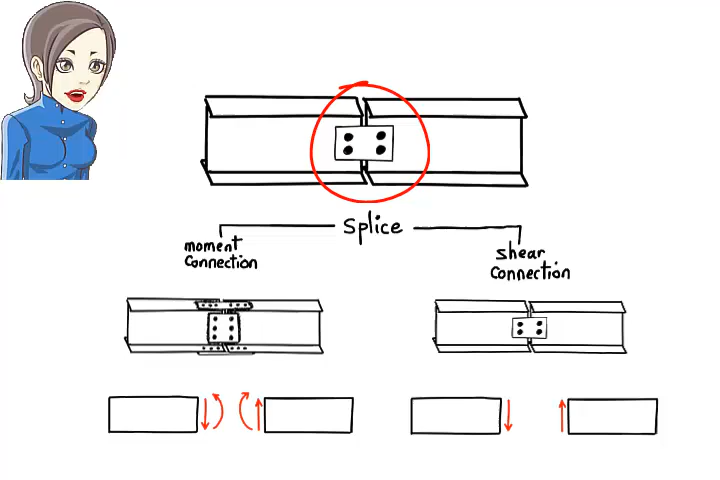 Splice
moment
Connection
shear
Connection